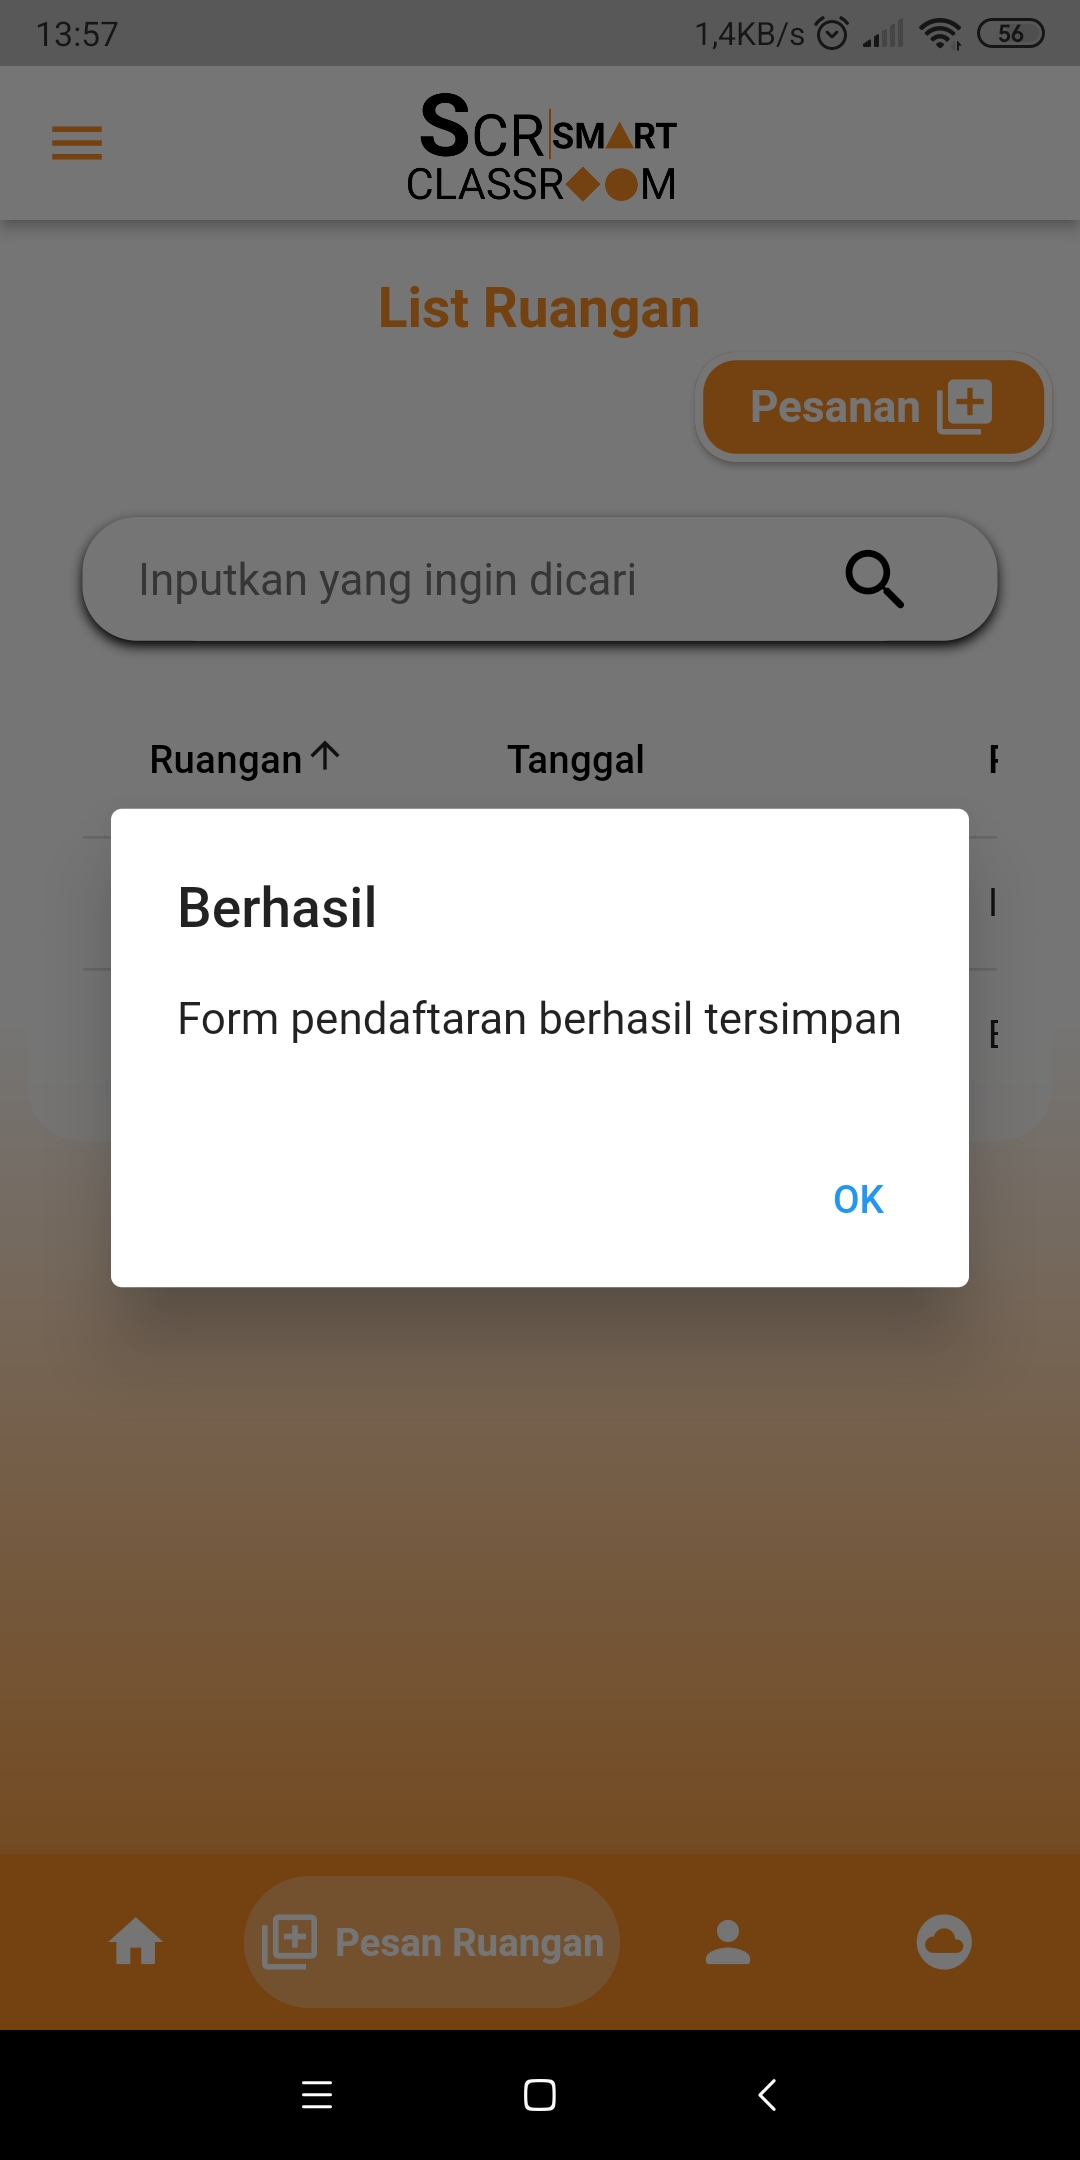 13:57 1,4KB/s 56
SCR SMART
CLASSROOM
List Ruangan
Pesanan
Inputkan yang ingin dicari
Ruangan Tanggal
Berhasil
Form pendaftaran berhasil tersimpan
OK
Pesan Ruangan